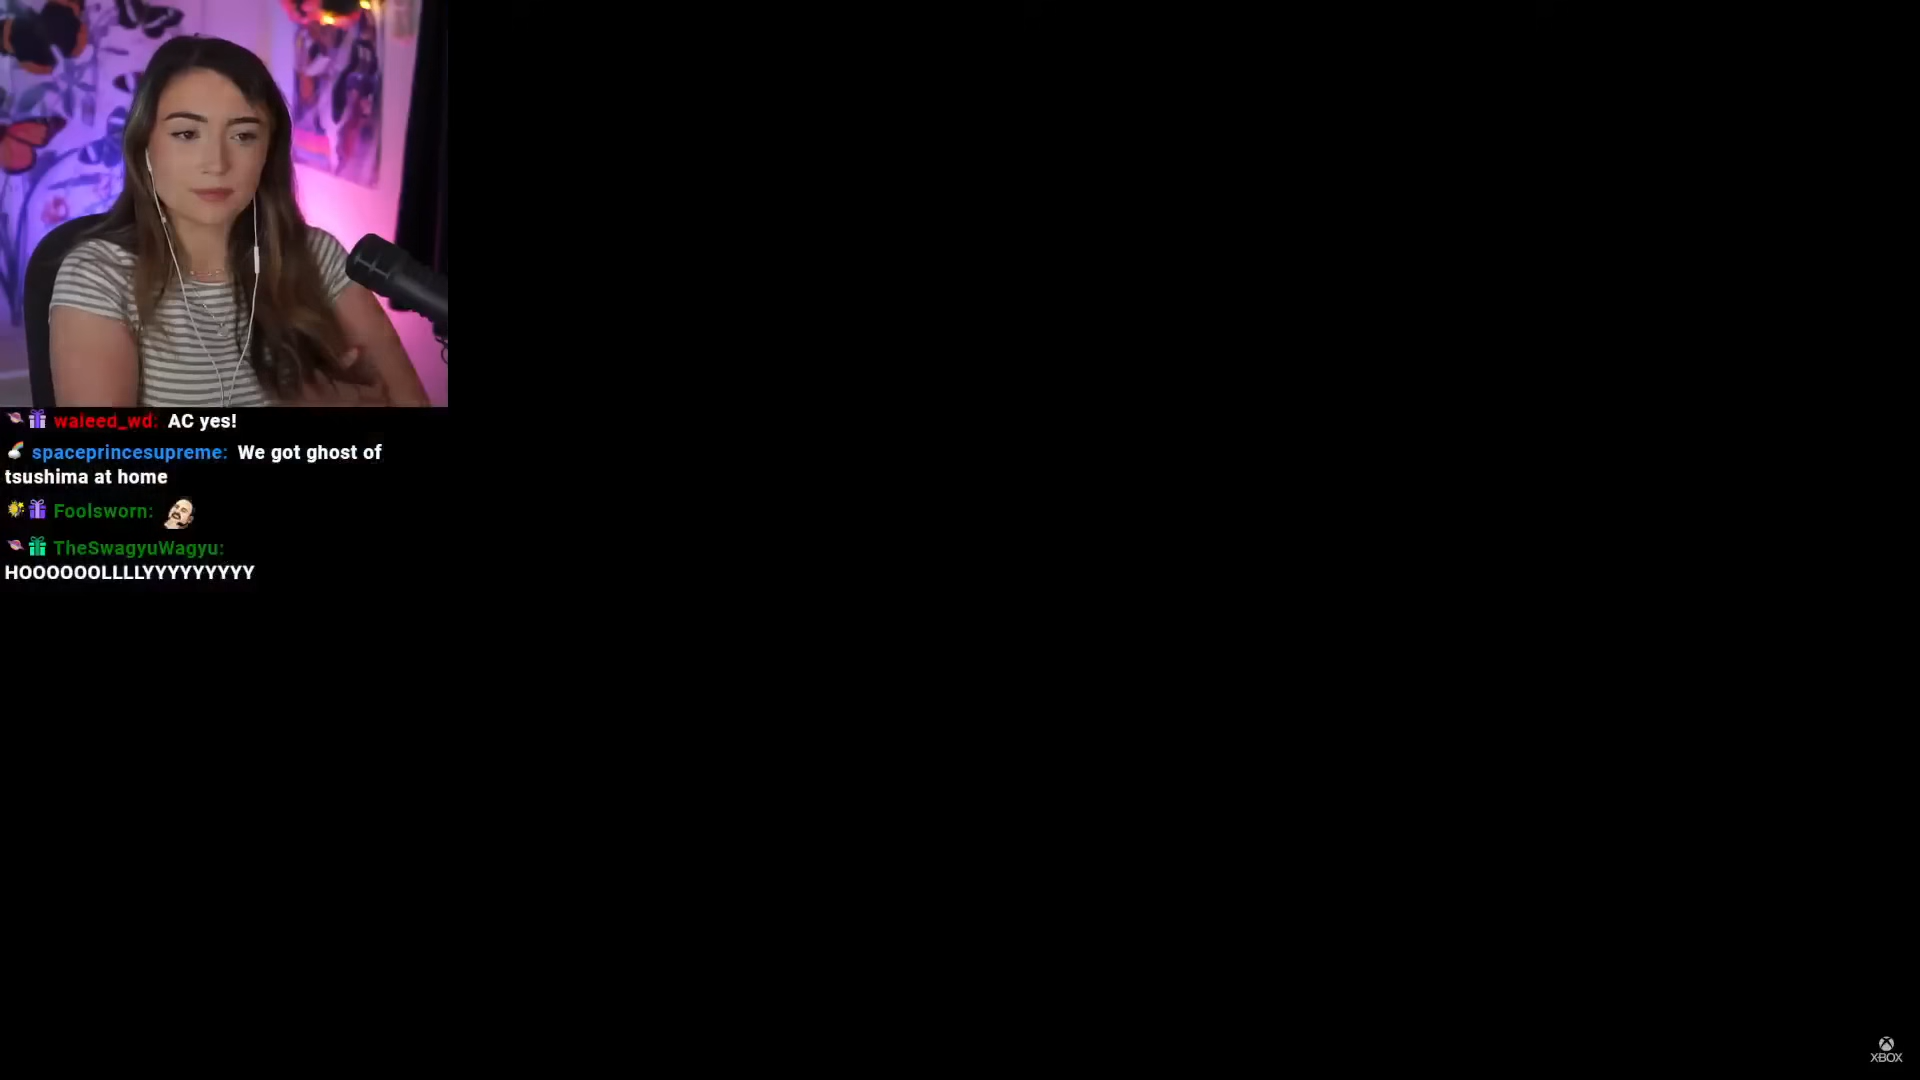 waleed_wd: AC yes!
spaceprincesupreme: We got ghost of
tsushima at home
Foolsworn:
TheSwagyuWagyu:
HOOOOOOLLLLYYYYYYYYY
XBOX